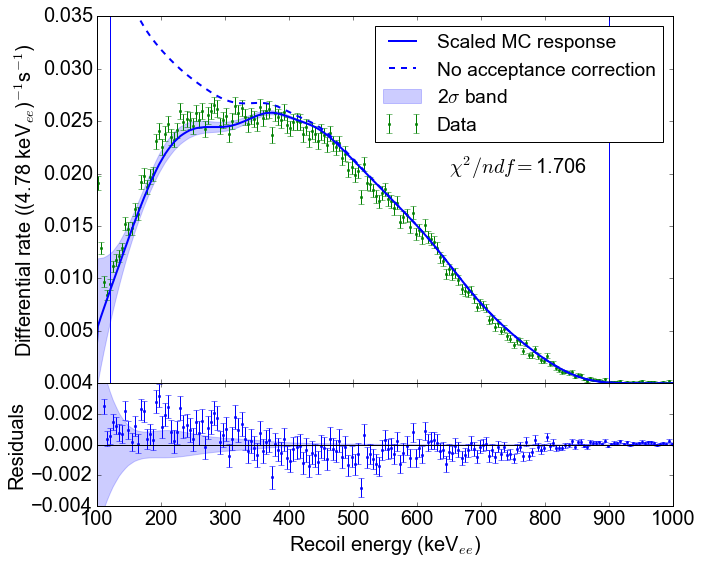 0.035
0.030
0.025
0.020
0.015
0.010
0.005
Differential rate ((4.78 keV_{ee})^{-1}s^{-1})
Scaled MC response
No acceptance correction
2σ band
Data
χ²/ndf = 1.706
0.004
0.002
0.000
−0.002
−0.004
Residuals
100 200 300 400 500 600 700 800 900 1000
Recoil energy (keV_{ee})